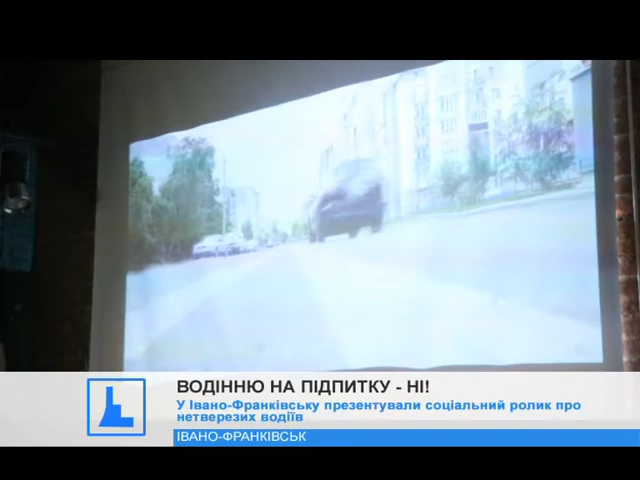 ВОДІННЮ НА ПІДПИТКУ - НІ!
У Івано-Франківську презентували соціальний ролик про
нетверезих водіїв
ІВАНО-ФРАНКІВСЬК